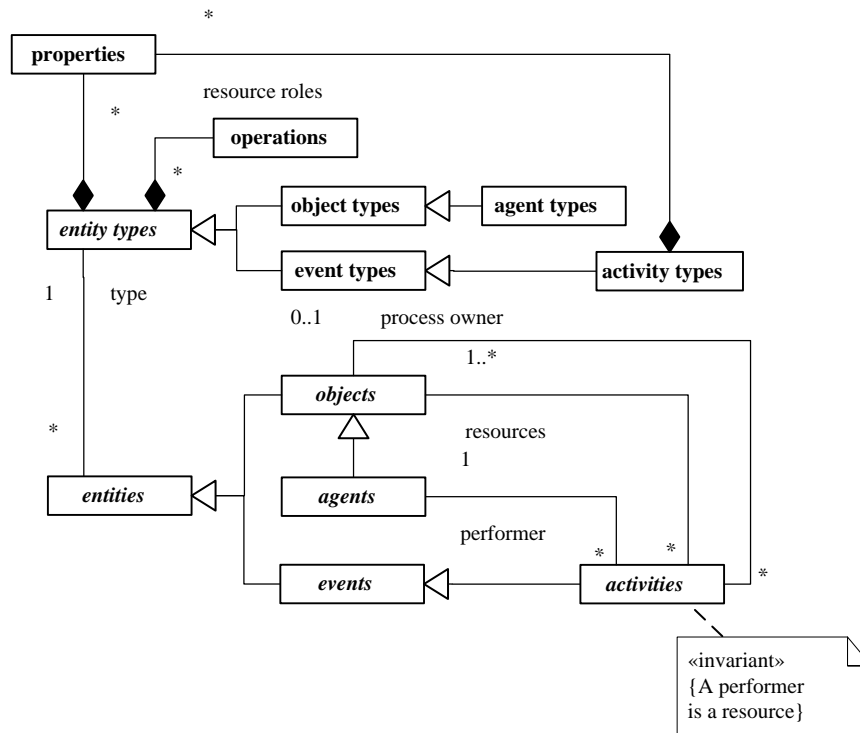 *
properties
resource roles
*
operations
*
object types
agent types
entity types
event types
activity types
1
type
0..1
process owner
1..*
objects
*
resources
1
entities
agents
performer
*
*
events
activities
*
«invariant»
{A performer
is a resource}